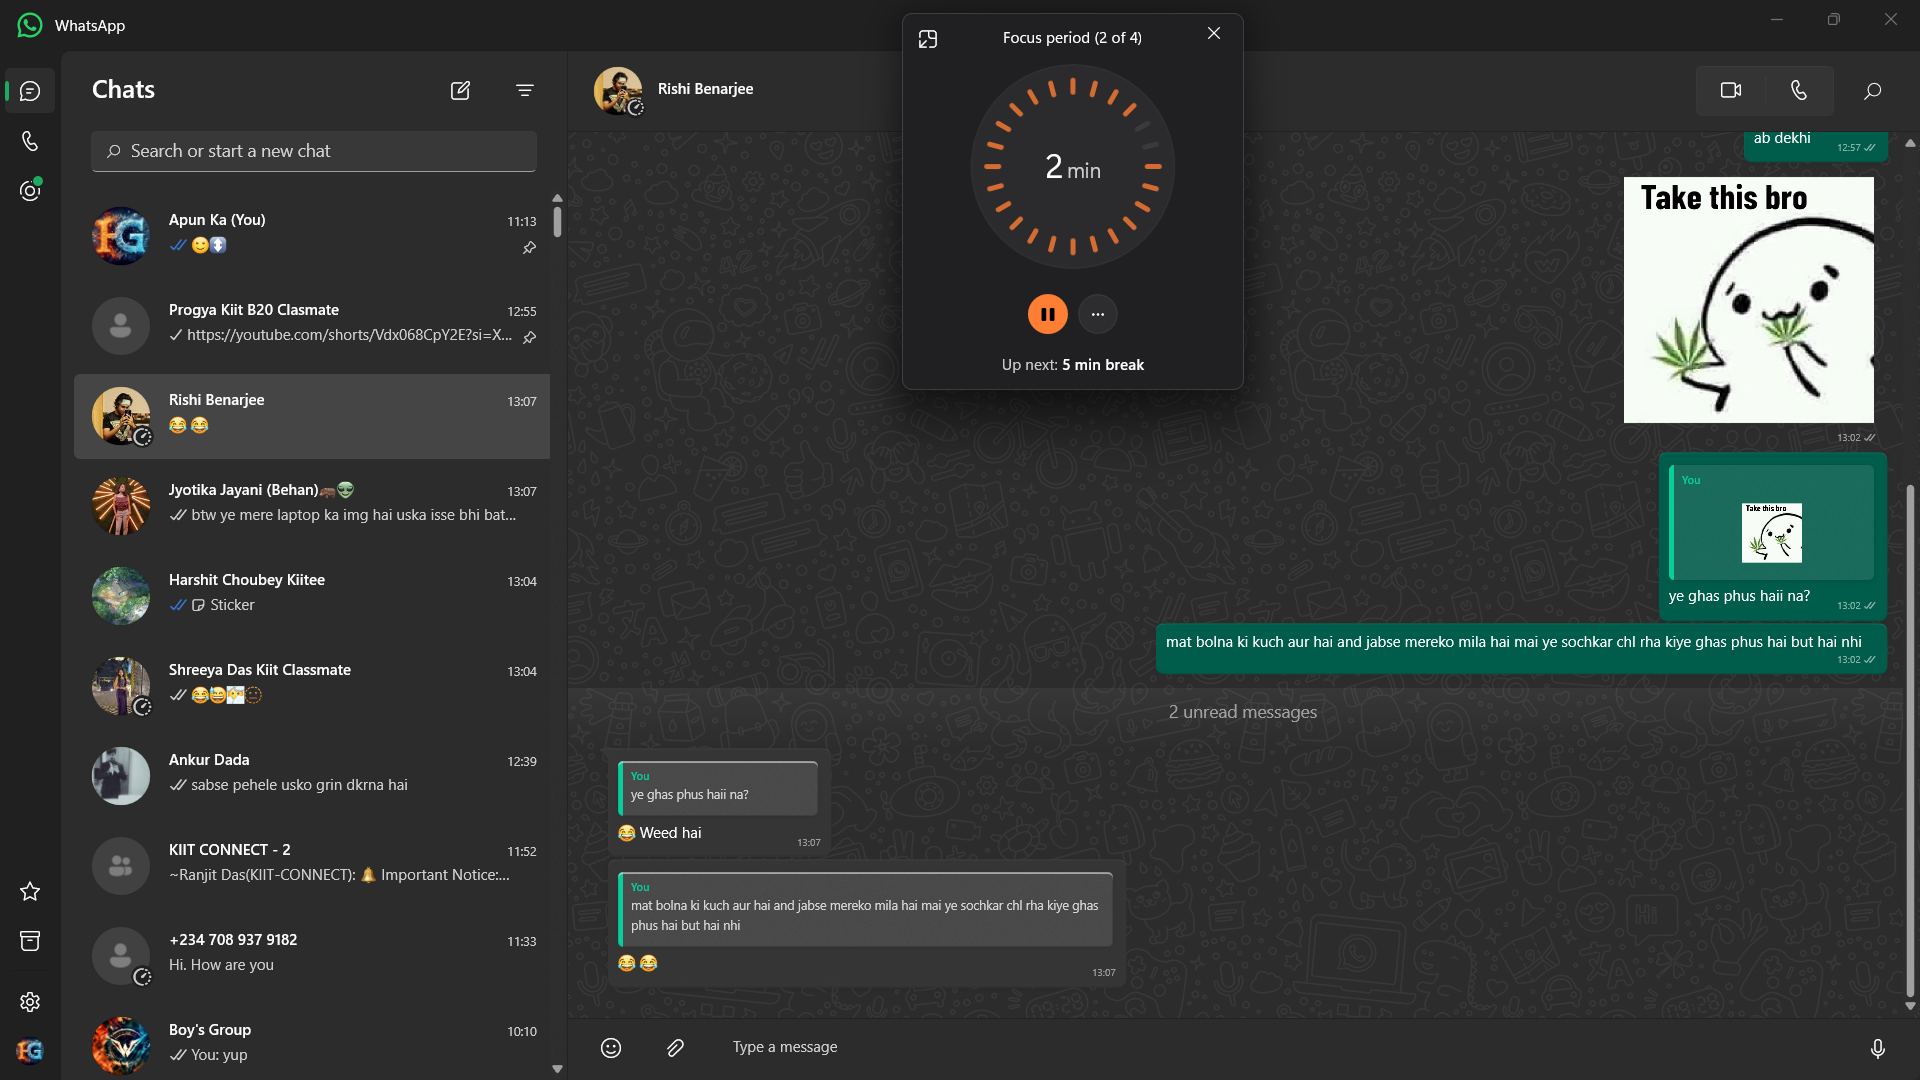 WhatsApp
Chats
Search or start a new chat
Apun Ka (You)
11:13
Progya Kiit B20 Clasmate
12:55
https://youtube.com/shorts/Vdx068CpY2E?si=X...
Rishi Benarjee
13:07
😂😂
Jyotika Jayani (Behan)
13:07
btw ye mere laptop ka img hai uska isse bhi bat...
Harshit Choubey Kiitee
13:04
Sticker
Shreeya Das Kiit Classmate
13:04
Ankur Dada
12:39
sabse pehele usko grin dkrna hai
KIIT CONNECT - 2
11:52
~Ranjit Das(KIIT-CONNECT): 🔔 Important Notice:...
+234 708 937 9182
11:33
Hi. How are you
Boy's Group
10:10
You: yup
Rishi Benarjee
Focus period (2 of 4)
2 min
Up next: 5 min break
ab dekhi
12:57
Take this bro
13:02
You
Take this bro
ye ghas phus haii na?
13:02
mat bolna ki kuch aur hai and jabse mereko mila hai mai ye sochkar chl rha kiye ghas phus hai but hai nhi
13:02
2 unread messages
You
ye ghas phus haii na?
😂 Weed hai
13:07
You
mat bolna ki kuch aur hai and jabse mereko mila hai mai ye sochkar chl rha kiye ghas
phus hai but hai nhi
😂😂
13:07
Type a message